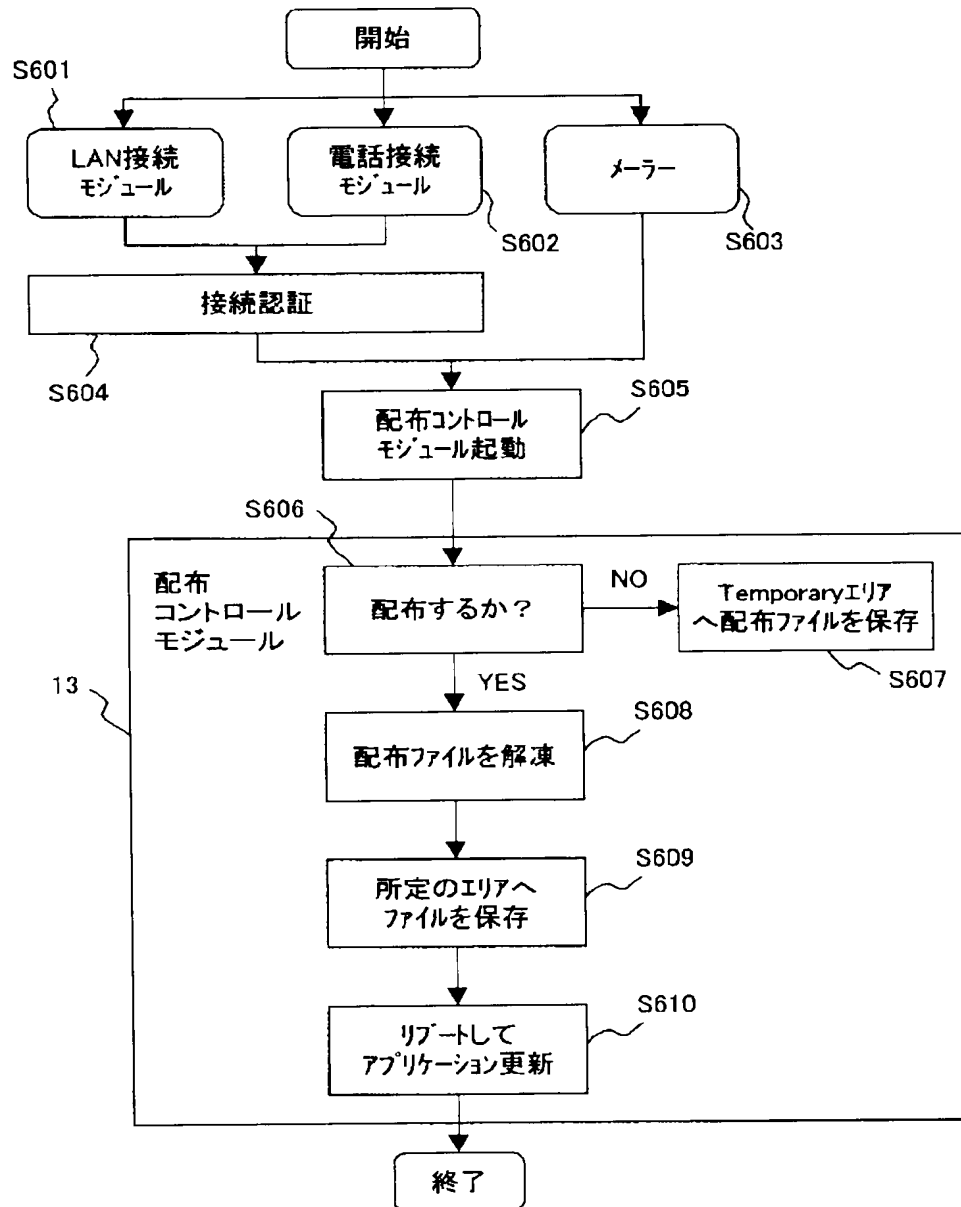 開始
S601
LAN接続
モジュール
電話接続
モジュール
S602
メーラー
S603
接続認証
S604
S605
配布コントロール
モジュール起動
S606
配布
コントロール
モジュール
配布するか？
NO
Temporaryエリア
へ配布ファイルを保存
S607
13
YES
S608
配布ファイルを解凍
S609
所定のエリアへ
ファイルを保存
S610
リブートして
アプリケーション更新
終了